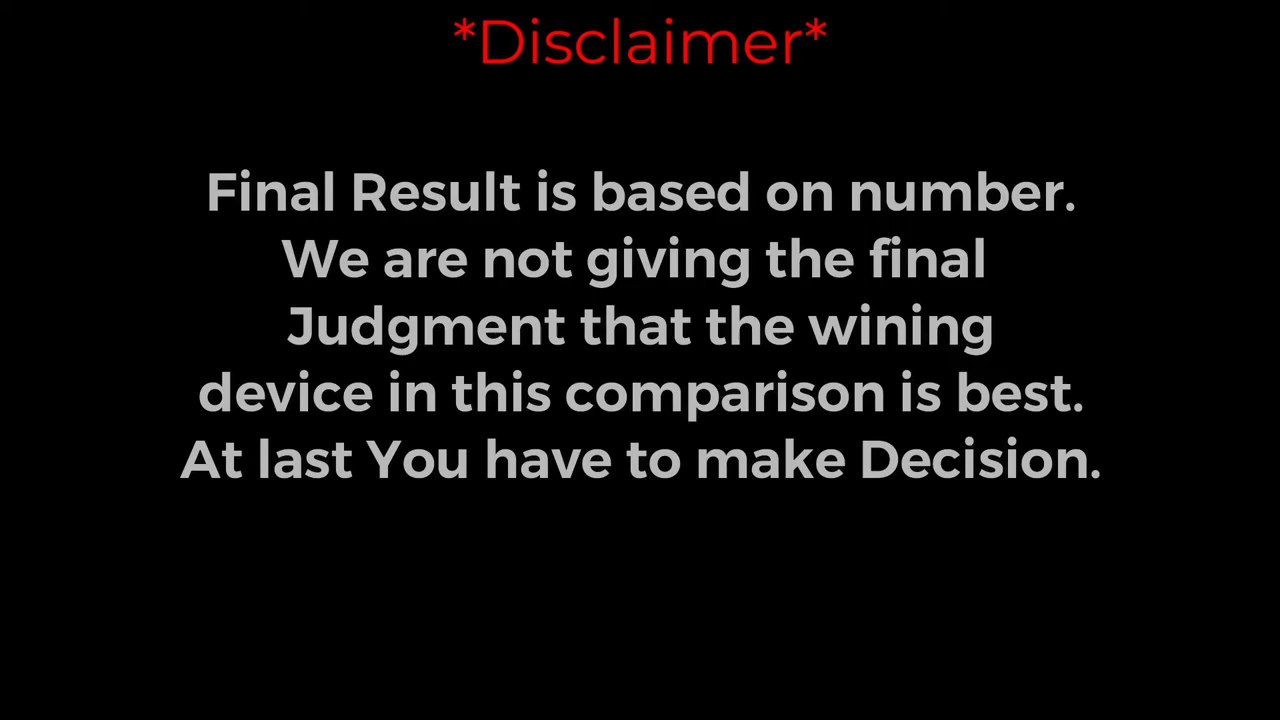 *Disclaimer*
Final Result is based on number.
We are not giving the final
Judgment that the wining
device in this comparison is best.
At last You have to make Decision.